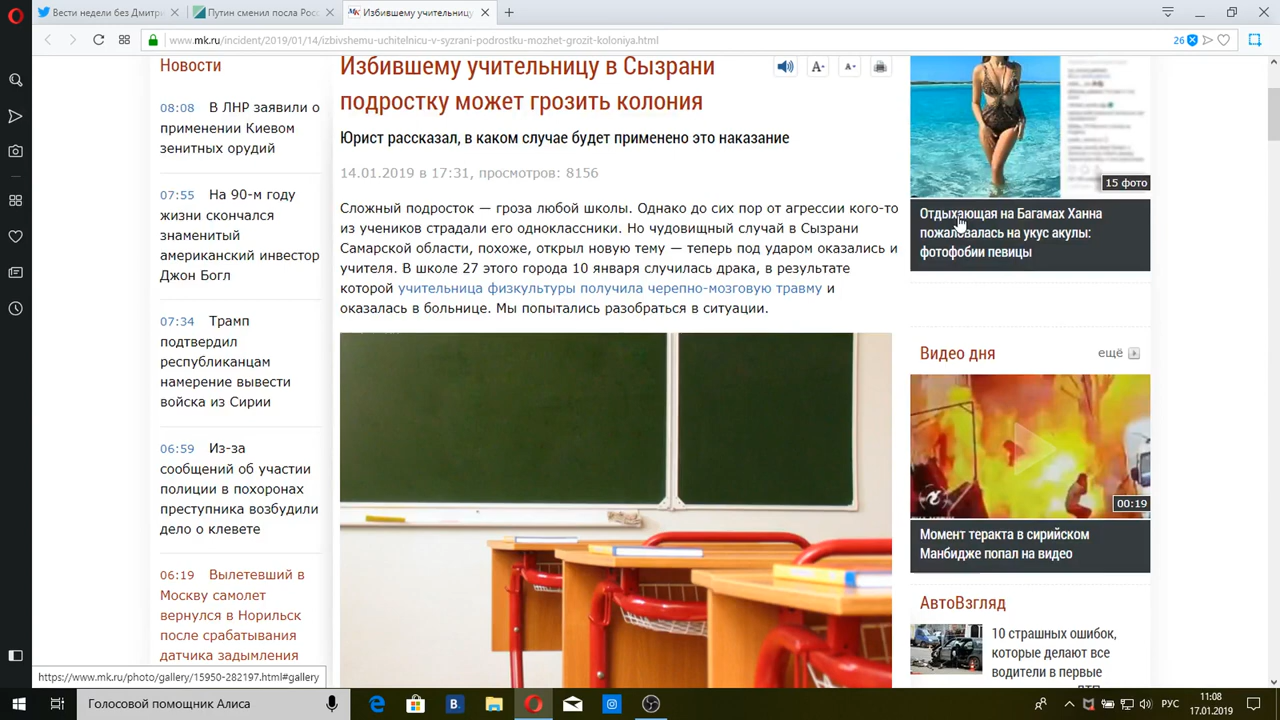 Вести недели без Дмитри
Путин сменил посла Росс
Избившему учительницу
www.mk.ru/incident/2019/01/14/izbivshemu-uchitelnicu-v-syzrani-podrostku-mozhet-grozit-koloniya.html
26
Новости
08:08 В ЛНР заявили о
применении Киевом
зенитных орудий
07:55 На 90-м году
жизни скончался
знаменитый
американский инвестор
Джон Богл
07:34 Трамп
подтвердил
республиканцам
намерение вывести
войска из Сирии
06:59 Из-за
сообщений об участии
полиции в похоронах
преступника возбудили
дело о клевете
06:19 Вылетевший в
Москву самолет
вернулся в Норильск
после срабатывания
датчика задымления
Избившему учительницу в Сызрани
подростку может грозить колония
A+
A-
Юрист рассказал, в каком случае будет применено это наказание
14.01.2019 в 17:31, просмотров: 8156
Сложный подросток — гроза любой школы. Однако до сих пор от агрессии кого-то
из учеников страдали его одноклассники. Но чудовищный случай в Сызрани
Самарской области, похоже, открыл новую тему — теперь под ударом оказались и
учителя. В школе 27 этого города 10 января случилась драка, в результате
которой учительница физкультуры получила черепно-мозговую травму и
оказалась в больнице. Мы попытались разобраться в ситуации.
15 фото
Отдыхающая на Багамах Ханна
пожаловалась на укус акулы:
фотофобии певицы
Видео дня
ещё
00:19
Момент теракта в сирийском
Манбидже попал на видео
АвтоВзгляд
10 страшных ошибок,
которые делают все
водители в первые
https://www.mk.ru/photo/gallery/15926-282197.html#gallery
Голосовой помощник Алиса
РУС
11:08
17.01.2019